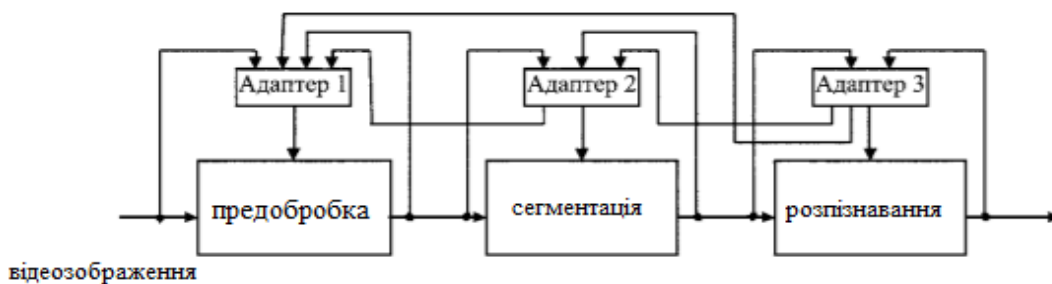 Адаптер 1
Адаптер 2
Адаптер 3
предобробка
сегментація
розпізнавання
відеозображення